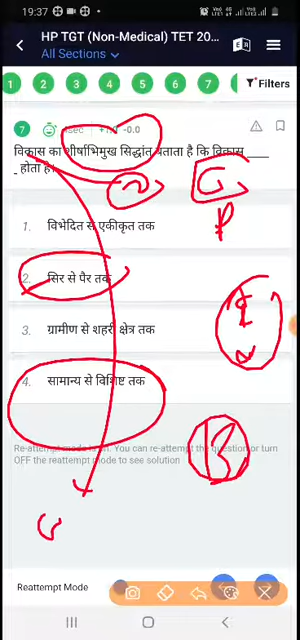 19:37
HP TGT (Non-Medical) TET 20...
All Sections
1 2 3 4 5 6 7
Filters
7
sec -0.0
विकास का शीर्षाभिमुख सिद्धांत बताता है कि विकास ____
_ होता है।
1. विभेदित से एकीकृत तक
2. सिर से पैर तक
3. ग्रामीण से शहरी क्षेत्र तक
4. सामान्य से विशिष्ट तक
Re-attempt mode is on. You can re-attempt the question or turn
OFF the reattempt mode to see solution
Reattempt Mode